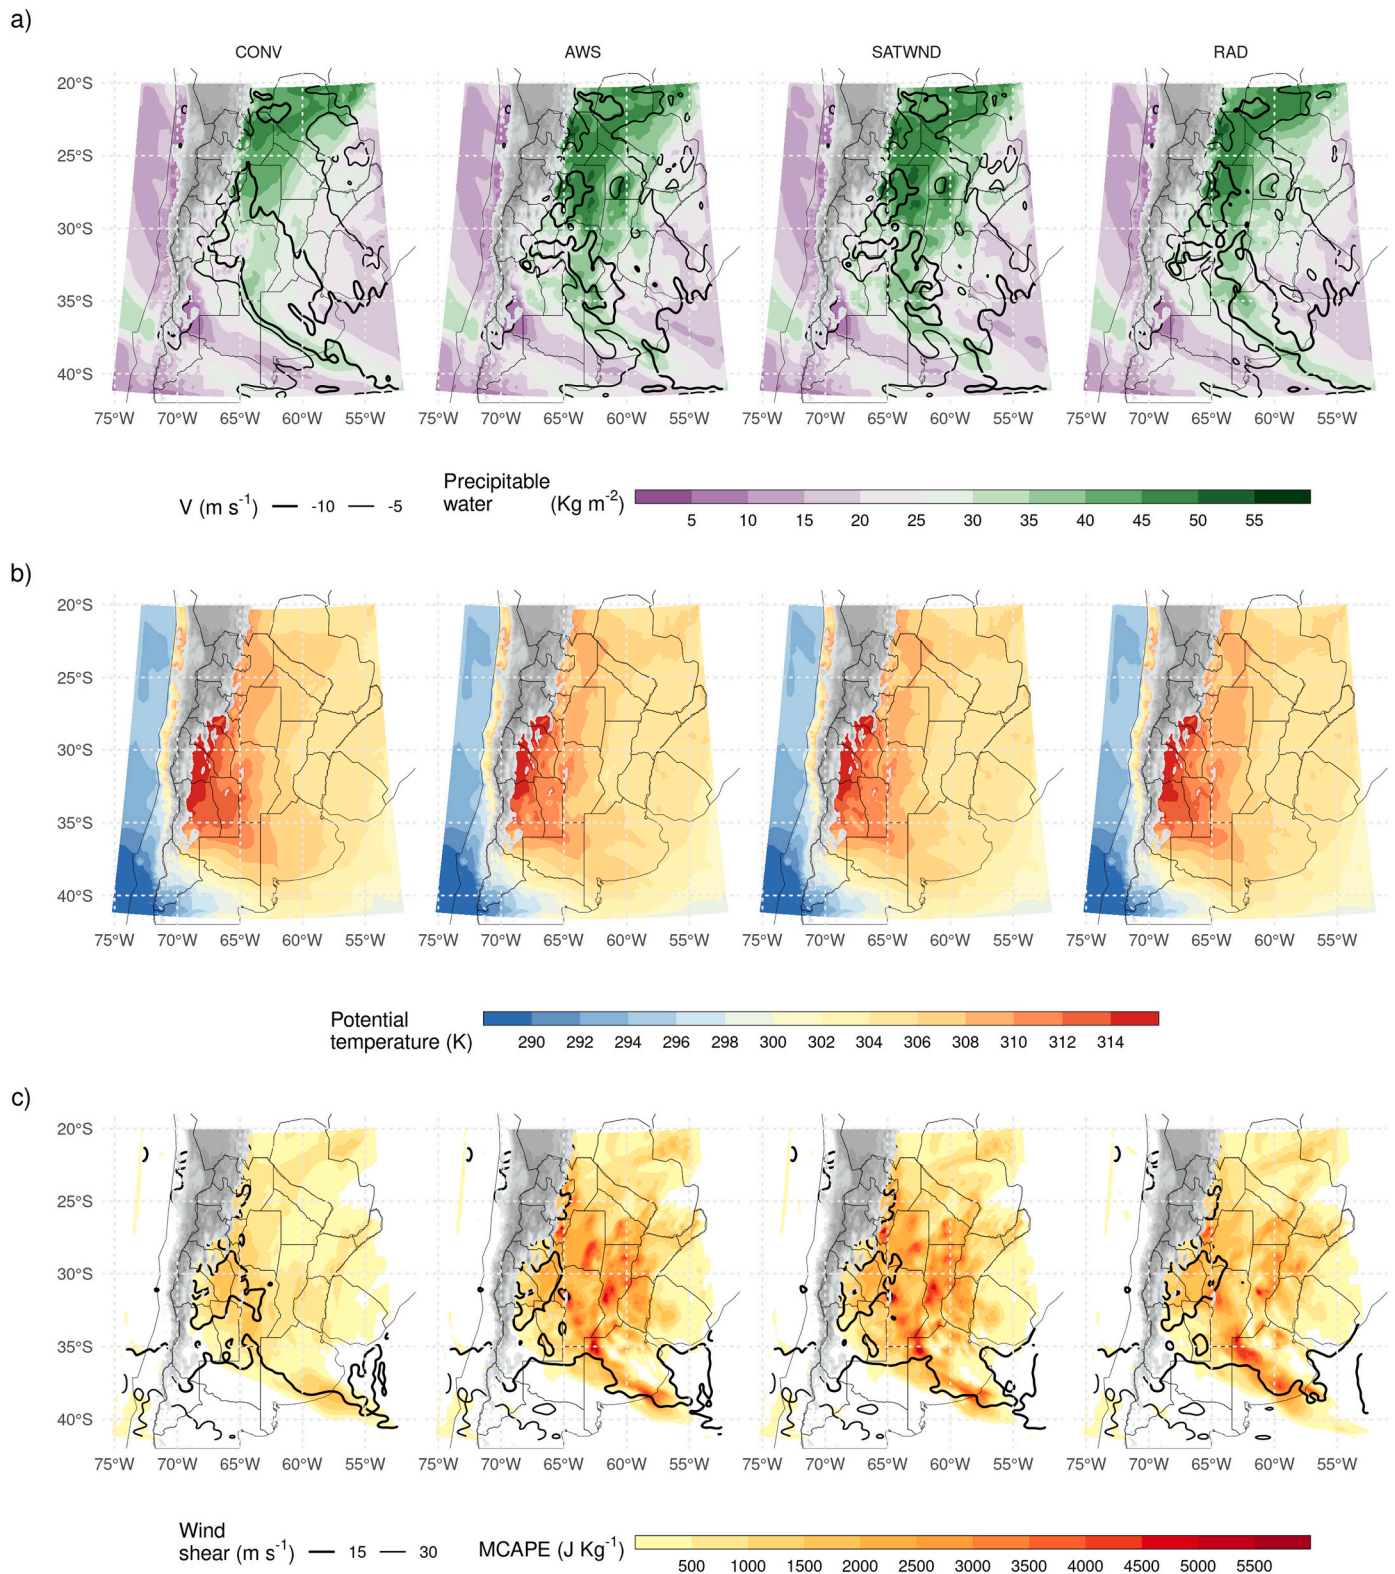 a)
CONV AWS SATWND RAD
20°S
25°S
30°S
35°S
40°S
75°W 70°W 65°W 60°W 55°W 75°W 70°W 65°W 60°W 55°W 75°W 70°W 65°W 60°W 55°W 75°W 70°W 65°W 60°W 55°W
V (m s⁻¹) -10 -5
Precipitable
water (Kg m⁻²)
5 10 15 20 25 30 35 40 45 50 55
b)
20°S
25°S
30°S
35°S
40°S
75°W 70°W 65°W 60°W 55°W 75°W 70°W 65°W 60°W 55°W 75°W 70°W 65°W 60°W 55°W 75°W 70°W 65°W 60°W 55°W
Potential
temperature (K)
290 292 294 296 298 300 302 304 306 308 310 312 314
c)
20°S
25°S
30°S
35°S
40°S
75°W 70°W 65°W 60°W 55°W 75°W 70°W 65°W 60°W 55°W 75°W 70°W 65°W 60°W 55°W 75°W 70°W 65°W 60°W 55°W
Wind
shear (m s⁻¹) 15 30
MCAPE (J Kg⁻¹)
500 1000 1500 2000 2500 3000 3500 4000 4500 5000 5500